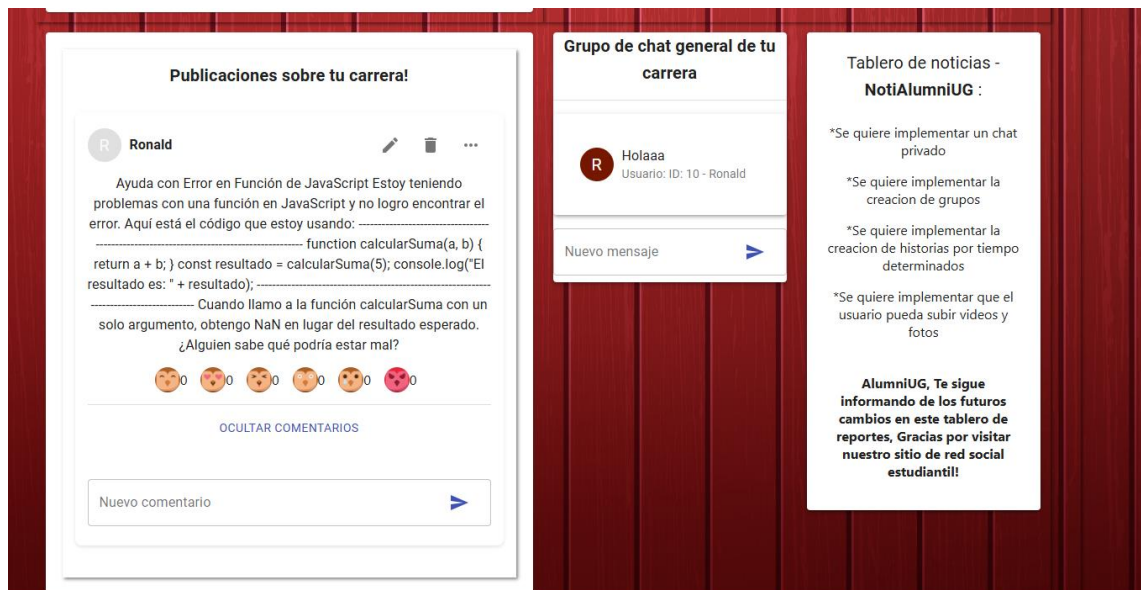 Publicaciones sobre tu carrera!
R
Ronald
Ayuda con Error en Función de JavaScript Estoy teniendo
problemas con una función en JavaScript y no logro encontrar el
error. Aquí está el código que estoy usando: ----------------------------------
------------------------------------------------------ function calcularSuma(a, b) {
return a + b; } const resultado = calcularSuma(5); console.log("El
resultado es: " + resultado); -------------------------------------------------------------
--------------------------- Cuando llamo a la función calcularSuma con un
solo argumento, obtengo NaN en lugar del resultado esperado.
¿Alguien sabe qué podría estar mal?
0 0 0 0 0 0
OCULTAR COMENTARIOS
Nuevo comentario
Grupo de chat general de tu
carrera
R
Holaaa
Usuario: ID: 10 - Ronald
Nuevo mensaje
Tablero de noticias -
NotiAlumniUG :
*Se quiere implementar un chat
privado
*Se quiere implementar la
creacion de grupos
*Se quiere implementar la
creacion de historias por tiempo
determinados
*Se quiere implementar que el
usuario pueda subir videos y
fotos
AlumniUG, Te sigue
informando de los futuros
cambios en este tablero de
reportes, Gracias por visitar
nuestro sitio de red social
estudiantil!